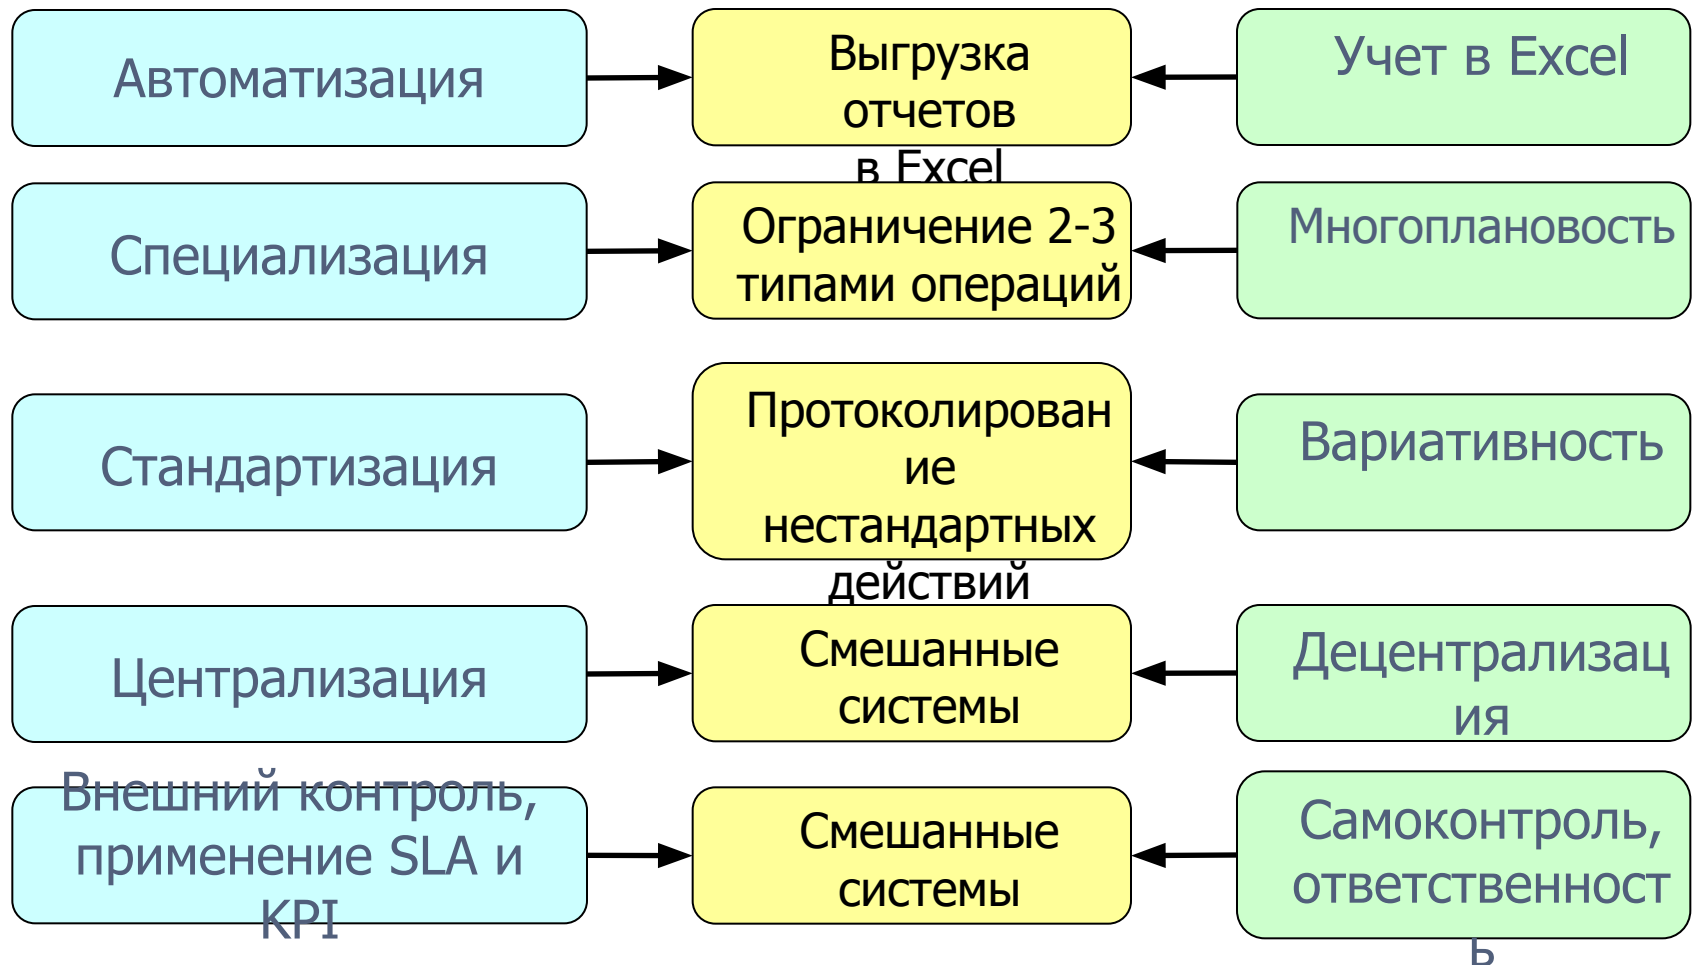 Автоматизация
Выгрузка
отчетов
в Excel
Учет в Excel
Специализация
Ограничение 2-3
типами операций
Многоплановость
Стандартизация
Протоколирован
ие
нестандартных
действий
Вариативность
Централизация
Смешанные
системы
Децентрализац
ия
Внешний контроль,
применение SLA и
KPI
Смешанные
системы
Самоконтроль,
ответственност
ь